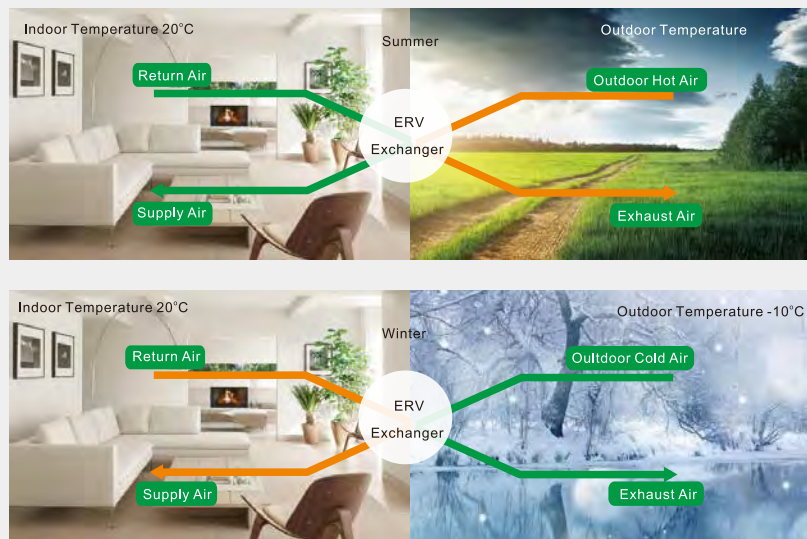 Indoor Temperature 20°C
Summer
Outdoor Temperature
Return Air
Outdoor Hot Air
ERV
Exchanger
Supply Air
Exhaust Air
Indoor Temperature 20°C
Winter
Outdoor Temperature -10°C
Return Air
Oultdoor Cold Air
ERV
Exchanger
Supply Air
Exhaust Air